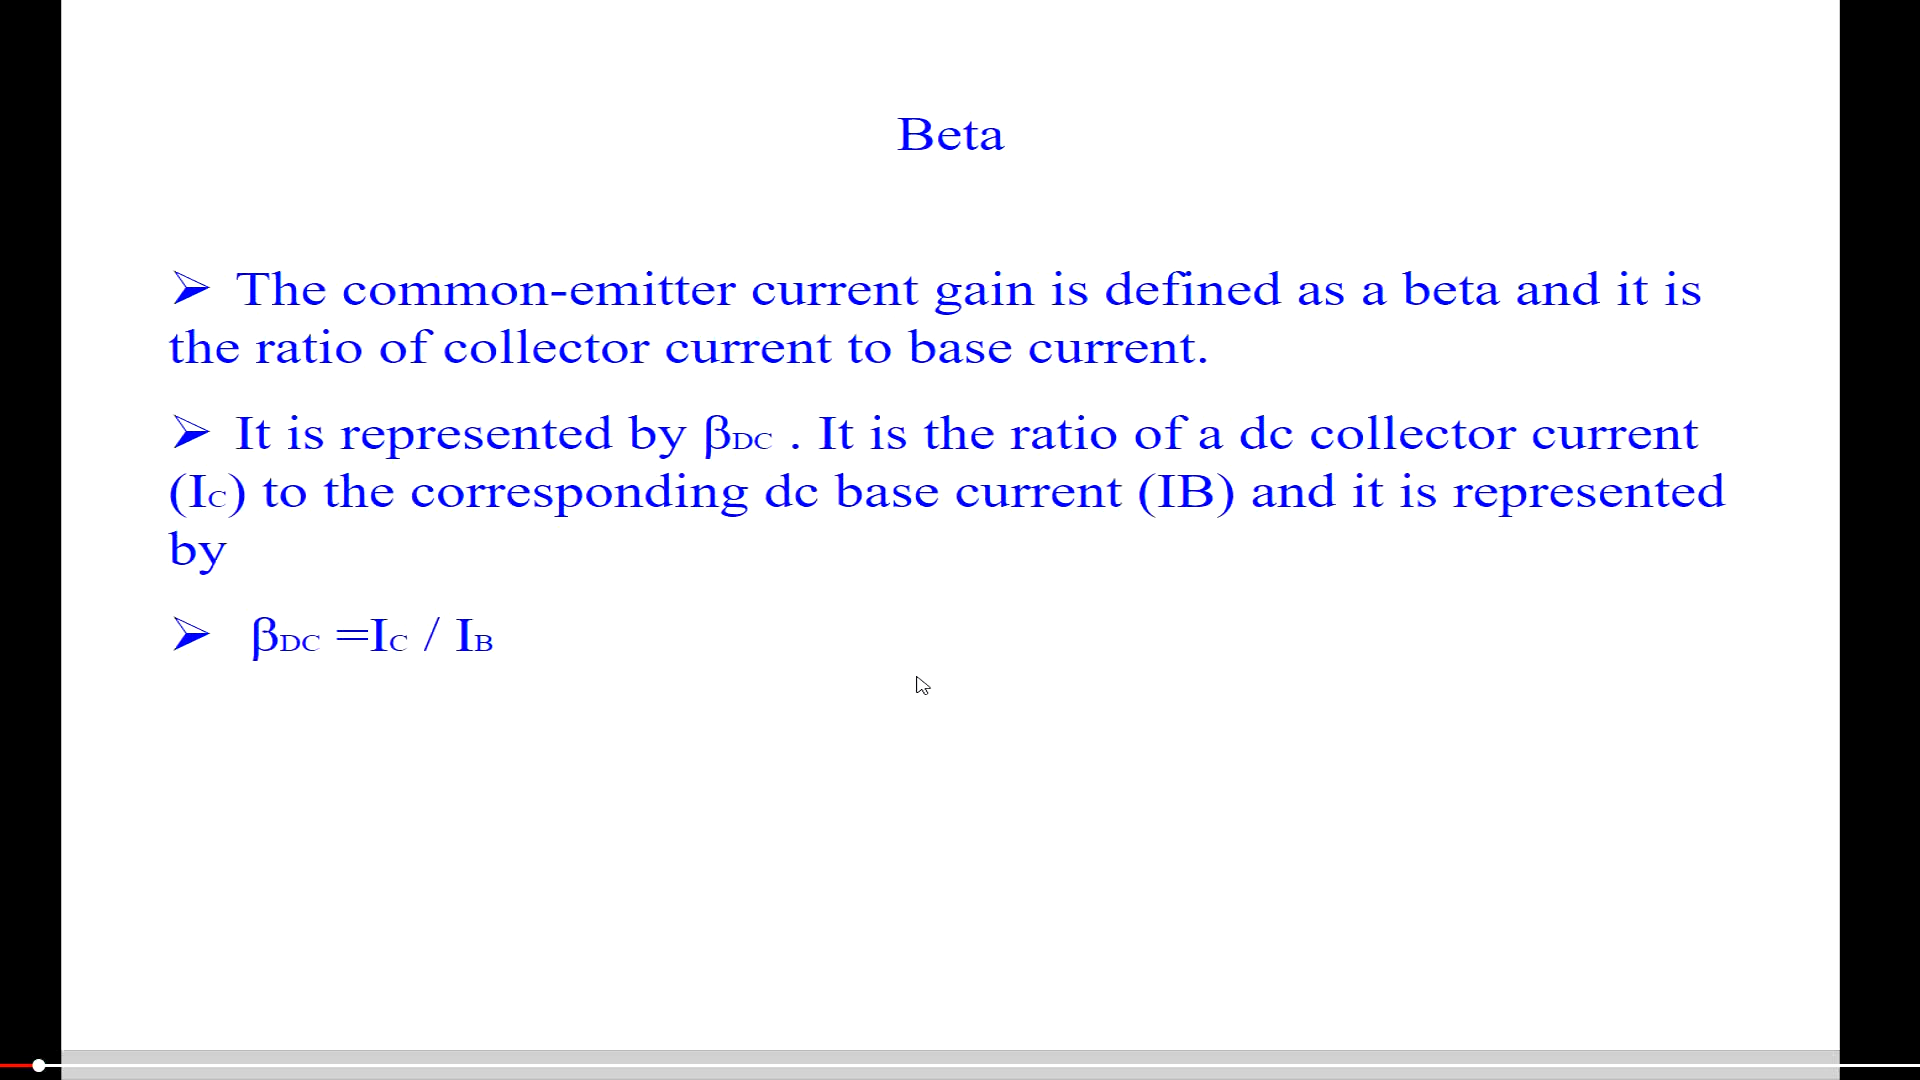 Beta
➢ The common-emitter current gain is defined as a beta and it is
the ratio of collector current to base current.
➢ It is represented by βDC . It is the ratio of a dc collector current
(IC) to the corresponding dc base current (IB) and it is represented
by
➢ βDC =IC / IB